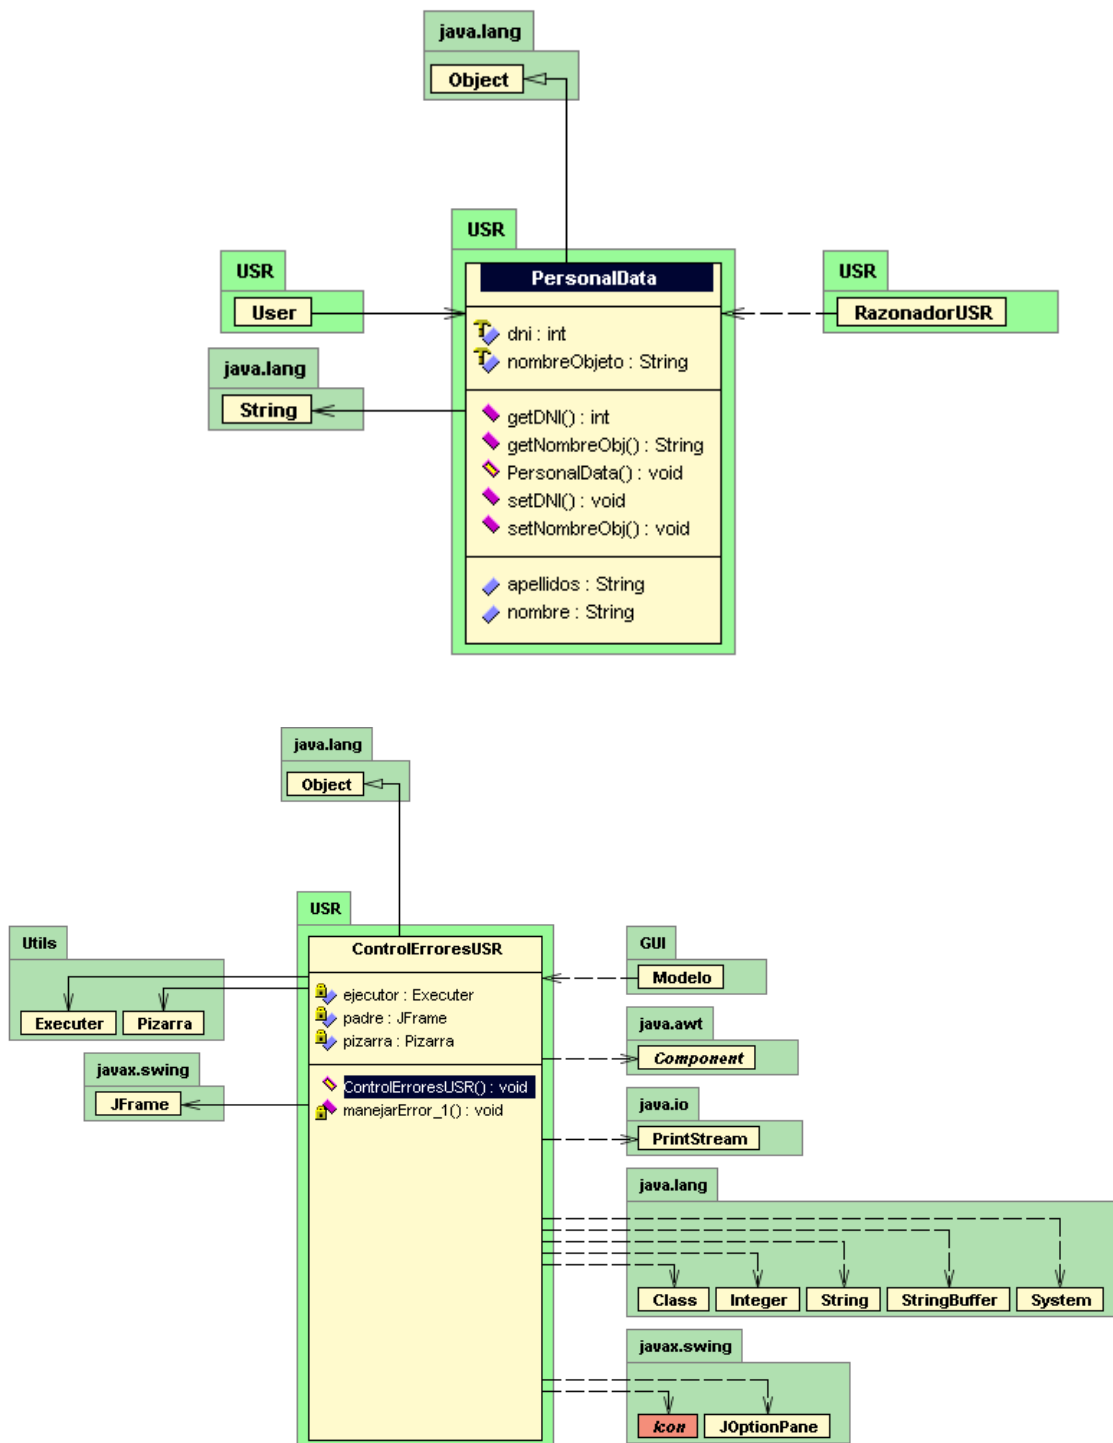 java.lang
Object
USR
PersonalData
dni : int
nombreObjeto : String
getDNI() : int
getNombreObj() : String
PersonalData() : void
setDNI() : void
setNombreObj() : void
apellidos : String
nombre : String
USR
User
java.lang
String
USR
RazonadorUSR
java.lang
Object
USR
ControlErroresUSR
ejecutor : Executer
padre : JFrame
pizarra : Pizarra
ControlErroresUSR() : void
manejarError_1() : void
Utils
Executer Pizarra
javax.swing
JFrame
GUI
Modelo
java.awt
Component
java.io
PrintStream
java.lang
Class Integer String StringBuffer System
javax.swing
Icon JOptionPane